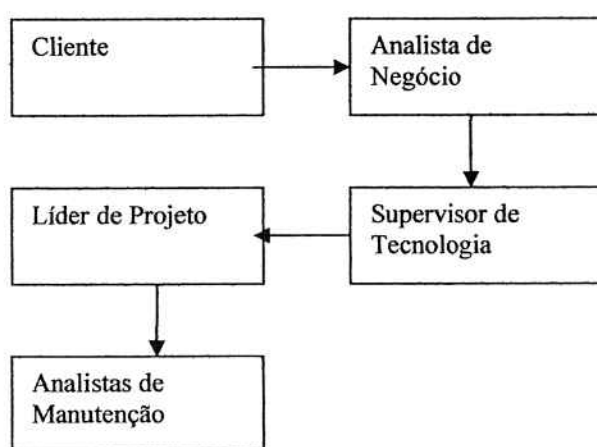 Cliente
Analista de
Negócio
Líder de Projeto
Supervisor de
Tecnologia
Analistas de
Manutenção